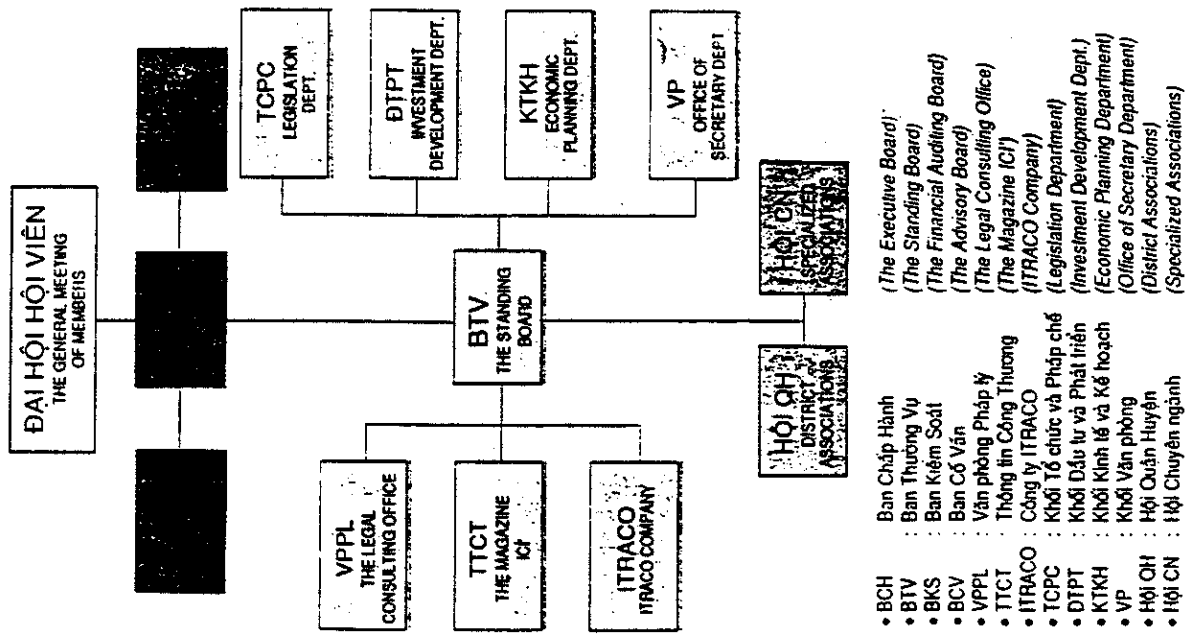 ĐẠI HỘI HỘI VIÊN
THE GENERAL MEETING
OF MEMBERS
VPPL
THE LEGAL
CONSULTING OFFICE
TTCT
THE MAGAZINE
ICI'
ITRACO
ITRACO COMPANY
BTV
THE STANDING
BOARD
TCPC
LEGISLATION
DEPT.
ĐTPT
INVESTMENT
DEVELOPMENT DEPT.
KTKH
ECONOMIC
PLANNING DEPT.
VP
OFFICE OF
SECRETARY DEPT
HỘI QH
DISTRICT
ASSOCIATIONS
HỘI CN
SPECIALIZED
ASSOCIATIONS
• BCH : Ban Chấp Hành (The Executive Board)
• BTV : Ban Thường Vụ (The Standing Board)
• BKS : Ban Kiểm Soát (The Financial Auding Board)
• BCV : Ban Cố Vấn (The Advisory Board)
• VPPL : Văn phòng Pháp lý (The Legal Consulting Office)
• TTCT : Thông tin Công Thương (The Magazine ICI')
• ITRACO : Công ty ITRACO (ITRACO Company)
• TCPC : Khối Tổ chức và Pháp chế (Legislation Department)
• DTPT : Khối Đầu tư và Phát triển (Investment Development Dept.)
• KTKH : Khối Kinh tế và Kế hoạch (Economic Planning Department)
• VP : Khối Văn phòng (Office of Secretary Department)
• Hội QH : Hội Quận Huyện (District Associations)
• Hội CN : Hội Chuyên ngành (Specialized Associations)